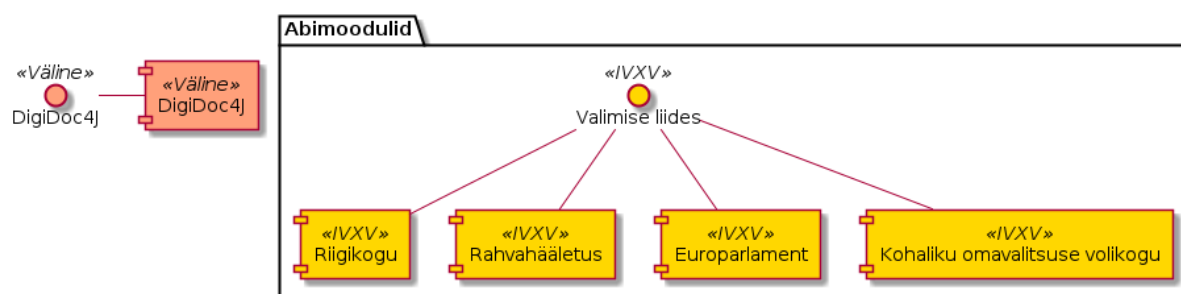 Abimoodulid
«Väline»
DigiDoc4J
«Väline»
DigiDoc4J
«IVXV»
Valimise liides
«IVXV»
Riigikogu
«IVXV»
Rahvahääletus
«IVXV»
Europarlament
«IVXV»
Kohaliku omavalitsuse volikogu